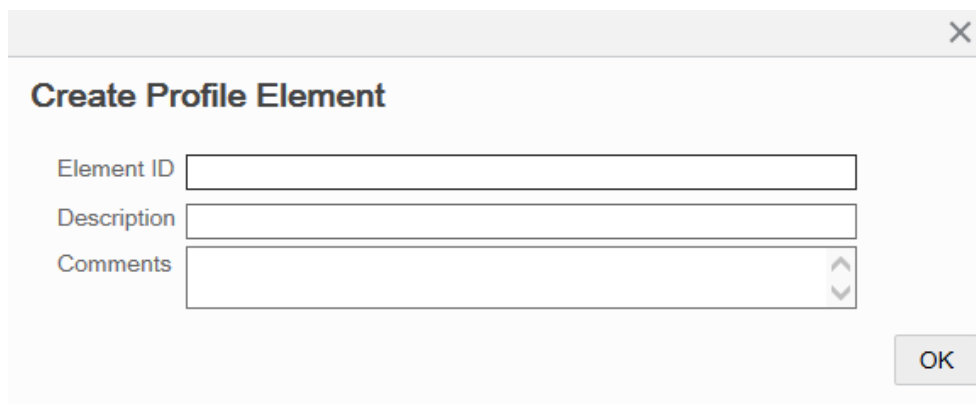 Create Profile Element
Element ID
Description
Comments
OK